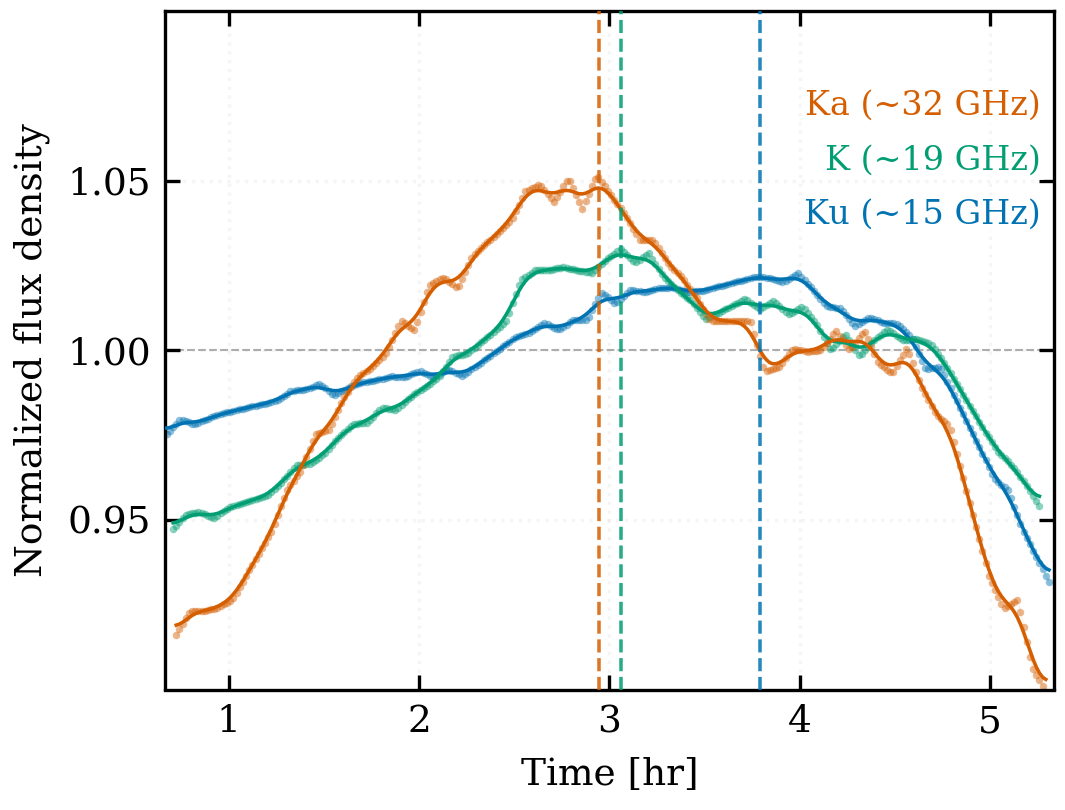 Normalized flux density
1.05
1.00
0.95
Ka (~32 GHz)
K (~19 GHz)
Ku (~15 GHz)
1 2 3 4 5
Time [hr]